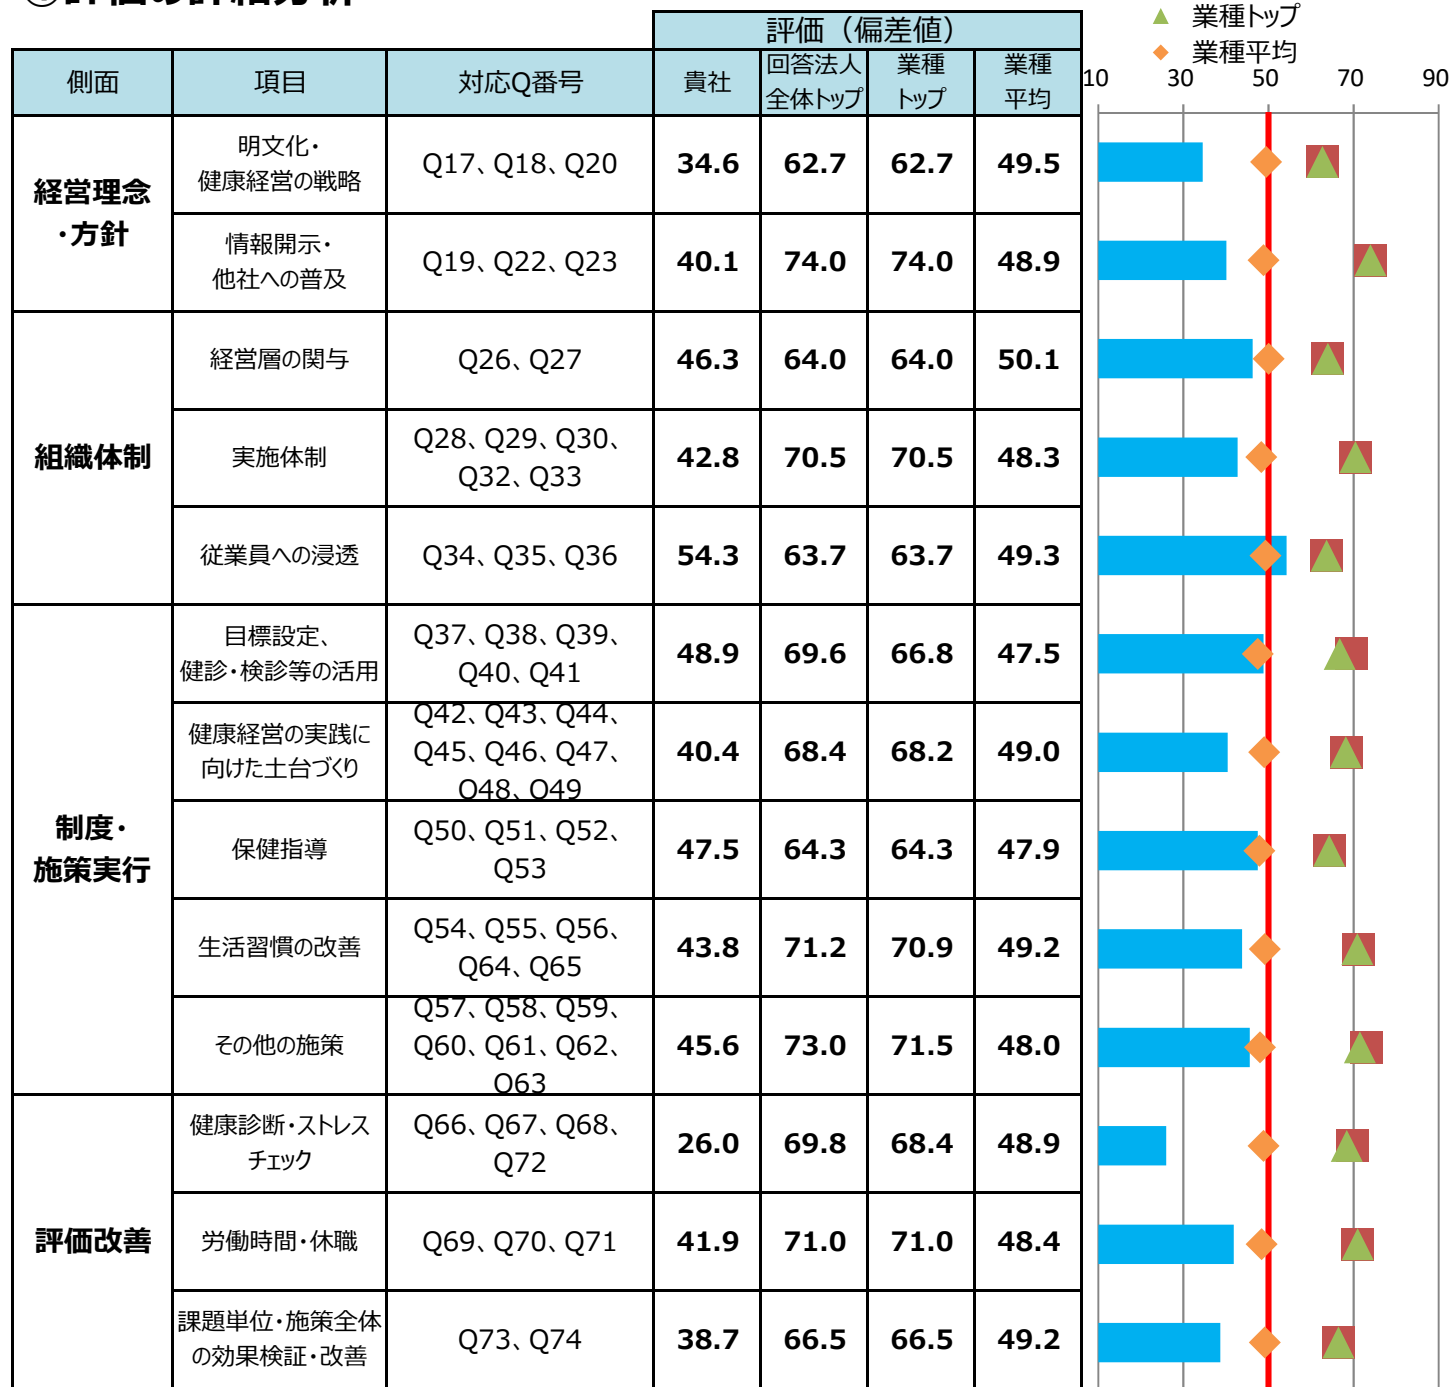 評価（偏差値）
側面 項目 対応Q番号 貴社 回答法人 業種 業種
全体トップ トップ 平均
▲ 業種トップ
◆ 業種平均
10 30 50 70 90
経営理念
・方針
明文化・
健康経営の戦略
Q17、Q18、Q20
34.6 62.7 62.7 49.5
情報開示・
他社への普及
Q19、Q22、Q23
40.1 74.0 74.0 48.9
組織体制
経営層の関与
Q26、Q27
46.3 64.0 64.0 50.1
実施体制
Q28、Q29、Q30、
Q32、Q33
42.8 70.5 70.5 48.3
従業員への浸透
Q34、Q35、Q36
54.3 63.7 63.7 49.3
制度・
施策実行
目標設定、
健診・検診等の活用
Q37、Q38、Q39、
Q40、Q41
48.9 69.6 66.8 47.5
健康経営の実践に
向けた土台づくり
Q42、Q43、Q44、
Q45、Q46、Q47、
Q48、Q49
40.4 68.4 68.2 49.0
保健指導
Q50、Q51、Q52、
Q53
47.5 64.3 64.3 47.9
生活習慣の改善
Q54、Q55、Q56、
Q64、Q65
43.8 71.2 70.9 49.2
その他の施策
Q57、Q58、Q59、
Q60、Q61、Q62、
Q63
45.6 73.0 71.5 48.0
評価改善
健康診断・ストレス
チェック
Q66、Q67、Q68、
Q72
26.0 69.8 68.4 48.9
労働時間・休職
Q69、Q70、Q71
41.9 71.0 71.0 48.4
課題単位・施策全体
の効果検証・改善
Q73、Q74
38.7 66.5 66.5 49.2